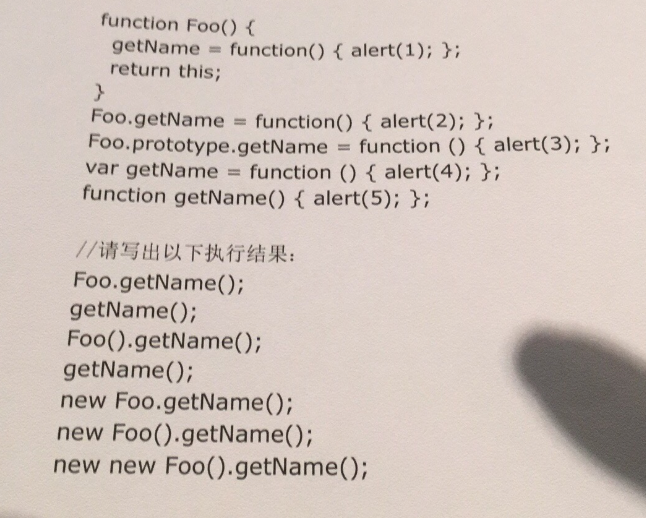 function Foo() {
getName = function() { alert(1); };
return this;
}
Foo.getName = function() { alert(2); };
Foo.prototype.getName = function () { alert(3); };
var getName = function () { alert(4); };
function getName() { alert(5); };
//请写出以下执行结果:
Foo.getName();
getName();
Foo().getName();
getName();
new Foo.getName();
new Foo().getName();
new new Foo().getName();